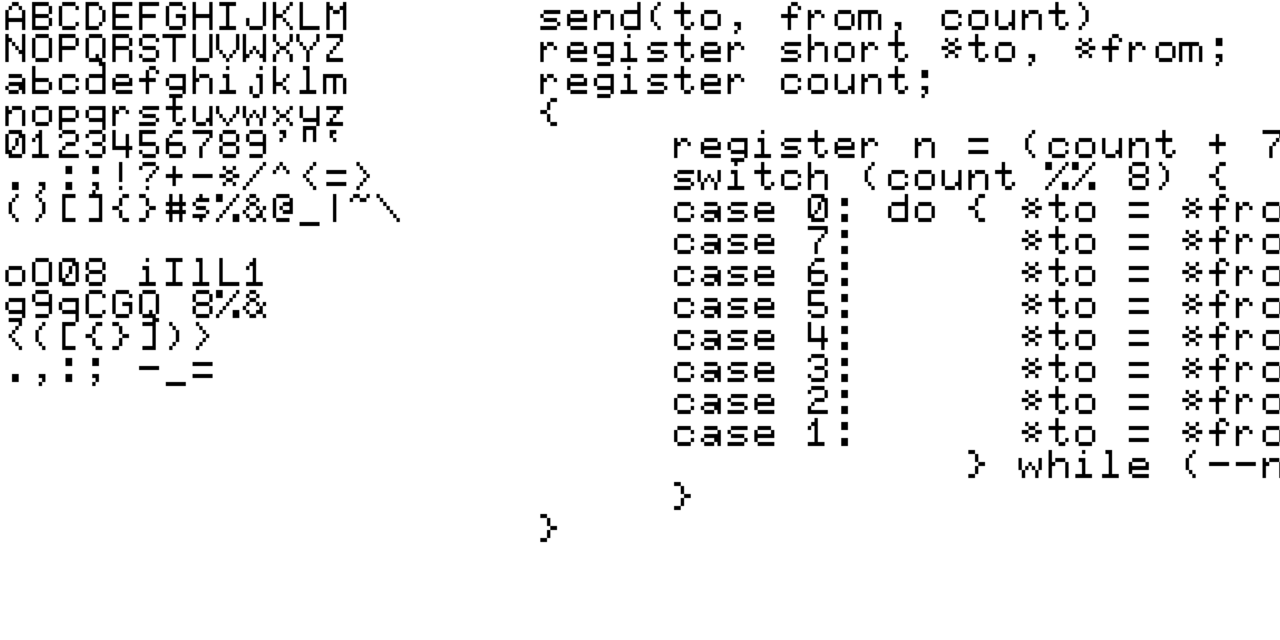 ABCDEFGHIJKLM
NOPQRSTUVWXYZ
abcdefghijklm
nopqrstuvwxyz
0123456789'"`
.,:;!?+-*/^<=>
()[]{}#$%&@_|~\
oO08 iIlL1
g9qCGQ 8%&
<([{}])>
.,:; -_=
send(to, from, count)
register short *to, *from;
register count;
{
register n = (count + 7
switch (count %% 8) {
case 0: do { *to = *fro
case 7: *to = *fro
case 6: *to = *fro
case 5: *to = *fro
case 4: *to = *fro
case 3: *to = *fro
case 2: *to = *fro
case 1: *to = *fro
} while (--n
}
}